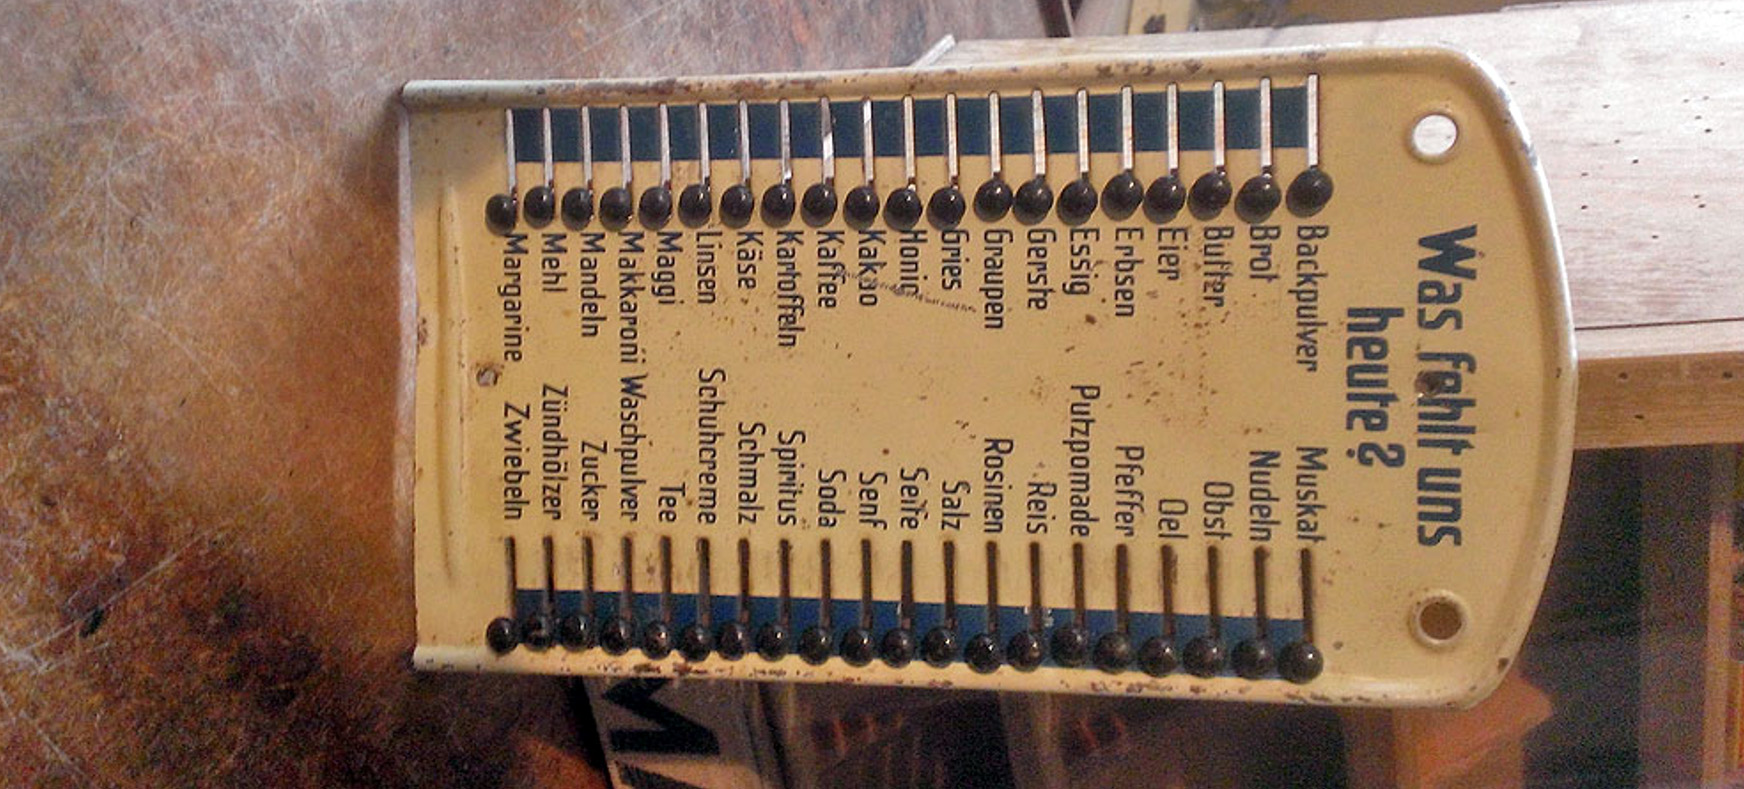 Was fehlt uns
heute?
Backpulver Muskat
Brot Nudeln
Butter Obst
Eier Oel
Erbsen Pfeffer
Essig Putzpomade
Gerste Reis
Graupen Rosinen
Gries Salz
Honig Seife
Kakao Senf
Kaffee Soda
Kartoffeln Spiritus
Käse Schmalz
Linsen Schuhcreme
Maggi Tee
Makkaroni Waschpulver
Mandeln Zucker
Mehl Zündhölzer
Margarine Zwiebeln